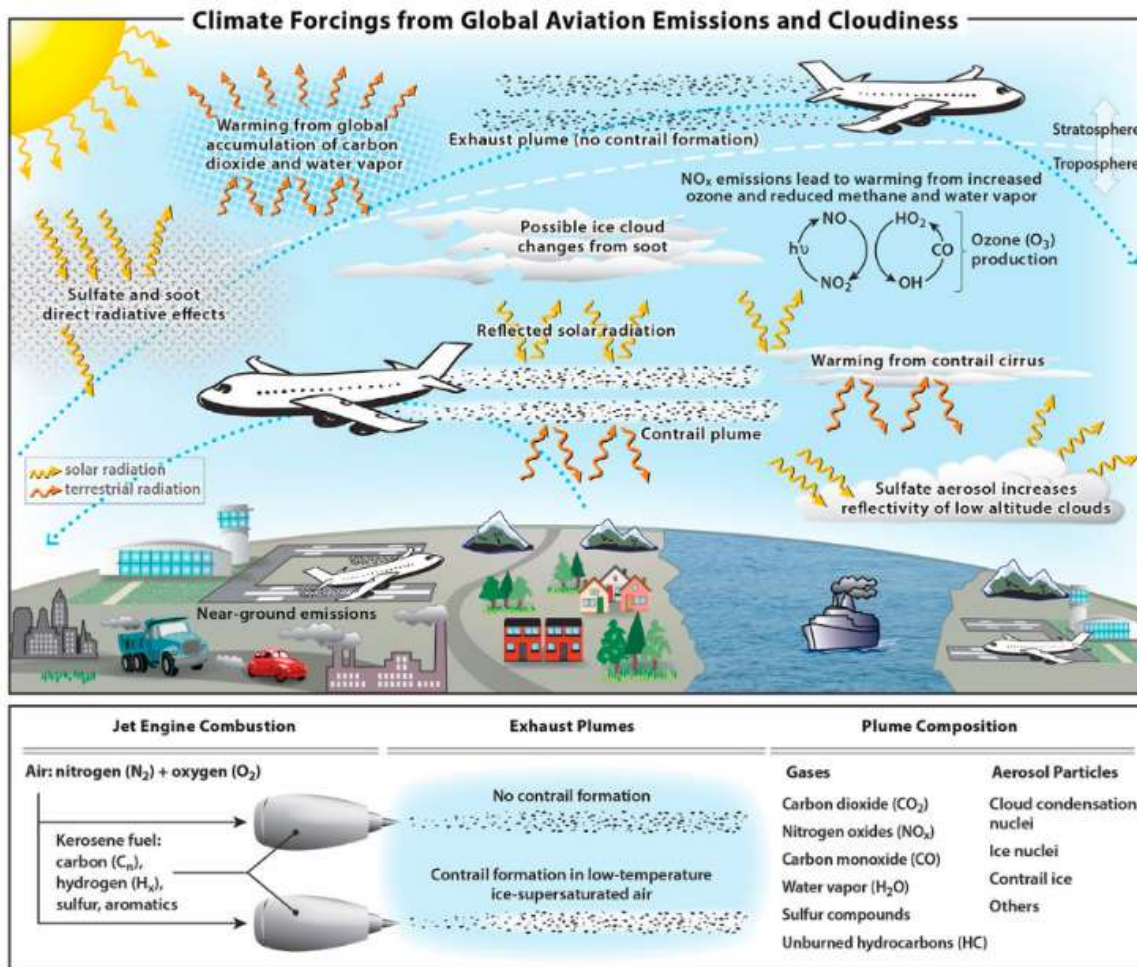 Climate Forcings from Global Aviation Emissions and Cloudiness
Warming from global
accumulation of carbon
dioxide and water vapor
Exhaust plume (no contrail formation)
Stratosphere
Troposphere
NOₓ emissions lead to warming from increased
ozone and reduced methane and water vapor
NO
HO₂
hυ
CO
NO₂
OH
Ozone (O₃)
production
Possible ice cloud
changes from soot
Sulfate and soot
direct radiative effects
Reflected solar radiation
Warming from contrail cirrus
Contrail plume
solar radiation
terrestrial radiation
Sulfate aerosol increases
reflectivity of low altitude clouds
Near-ground emissions
Jet Engine Combustion
Air: nitrogen (N₂) + oxygen (O₂)
Kerosene fuel:
carbon (Cₙ),
hydrogen (Hₓ),
sulfur, aromatics
Exhaust Plumes
No contrail formation
Contrail formation in low-temperature
ice-supersaturated air
Plume Composition
Gases
Carbon dioxide (CO₂)
Nitrogen oxides (NOₓ)
Carbon monoxide (CO)
Water vapor (H₂O)
Sulfur compounds
Unburned hydrocarbons (HC)
Aerosol Particles
Cloud condensation
nuclei
Ice nuclei
Contrail ice
Others